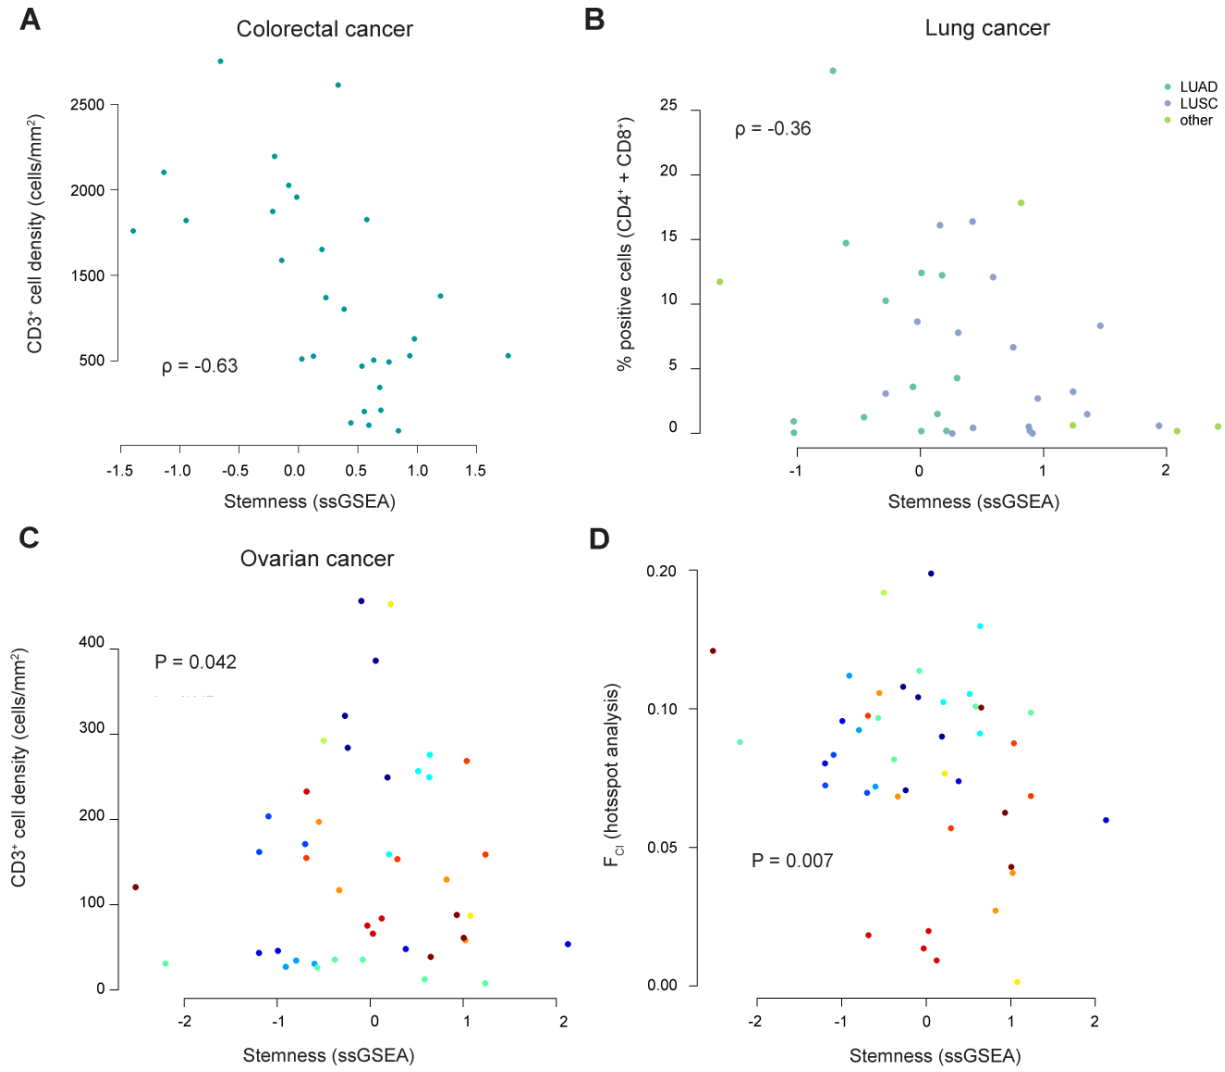 A
Colorectal cancer
CD3⁺ cell density (cells/mm²)
2500
2000
1500
500
ρ = -0.63
-1.5
-1.0
-0.5
0.0
0.5
1.0
1.5
Stemness (ssGSEA)
B
Lung cancer
LUAD
LUSC
other
% positive cells (CD4⁺ + CD8⁺)
25
20
15
10
5
0
ρ = -0.36
-1
0
1
2
Stemness (ssGSEA)
C
Ovarian cancer
CD3⁺ cell density (cells/mm²)
400
300
200
100
0
P = 0.042
-2
-1
0
1
2
Stemness (ssGSEA)
D
F_CI (hotsspot analysis)
0.20
0.10
0.05
0.00
P = 0.007
-2
-1
0
1
2
Stemness (ssGSEA)